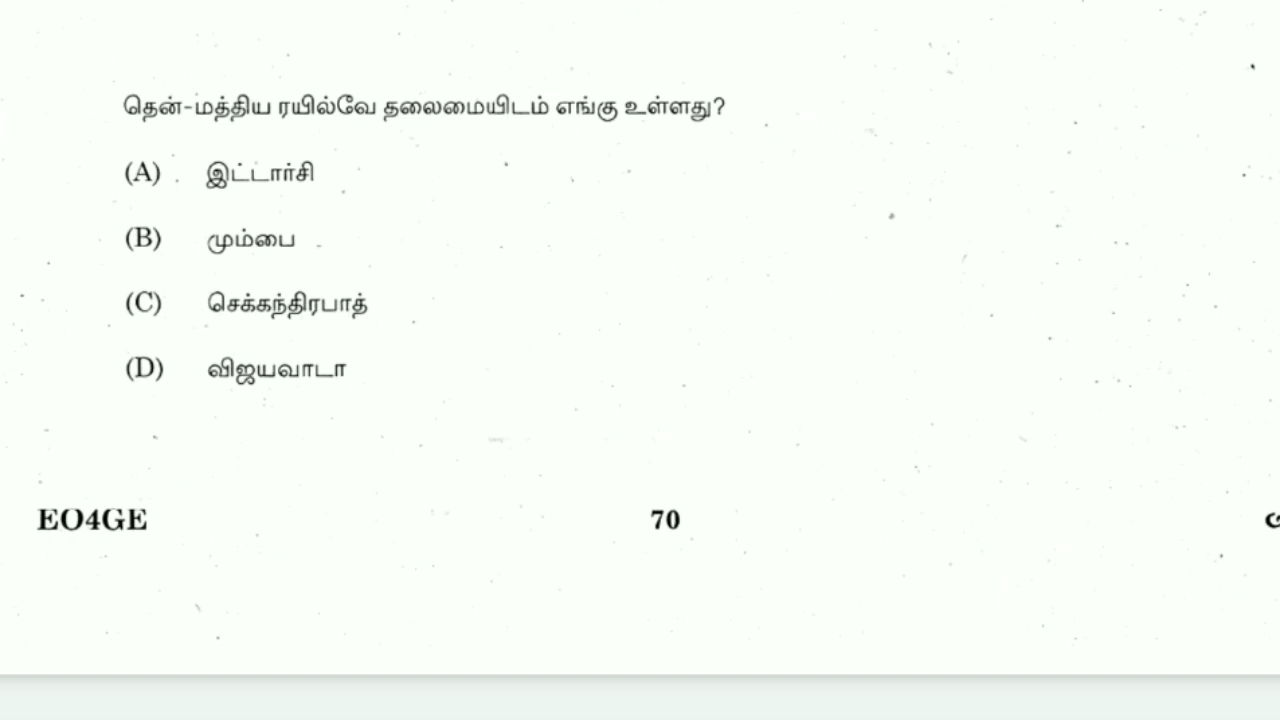 தென்-மத்திய ரயில்வே தலைமையிடம் எங்கு உள்ளது?
(A) இட்டார்சி
(B) மும்பை
(C) செக்கந்திரபாத்
(D) விஜயவாடா
EO4GE 70